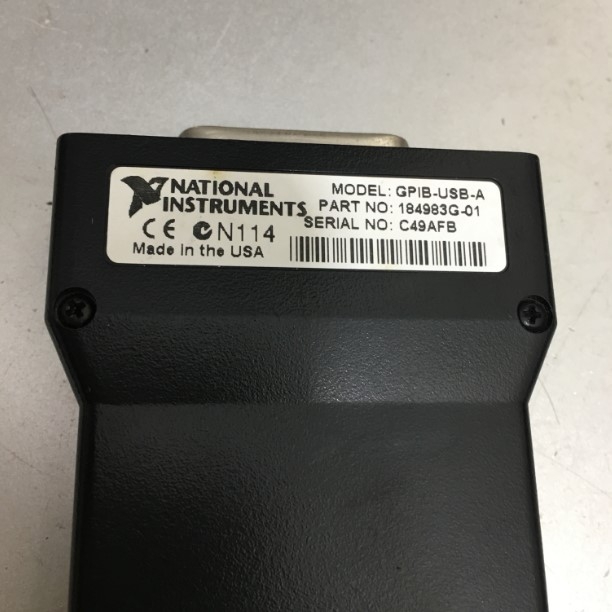 NATIONAL INSTRUMENTS
MODEL: GPIB-USB-A
PART NO: 184983G-01
SERIAL NO: C49AFB
CE N114
Made in the USA